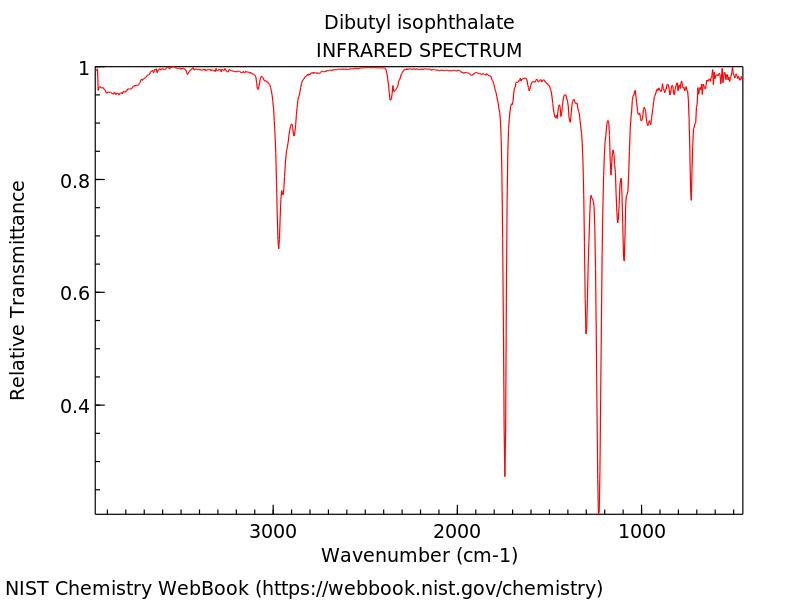 Dibutyl isophthalate
INFRARED SPECTRUM
1
0.8
0.6
0.4
Relative Transmittance
3000 2000 1000
Wavenumber (cm-1)
NIST Chemistry WebBook (https://webbook.nist.gov/chemistry)